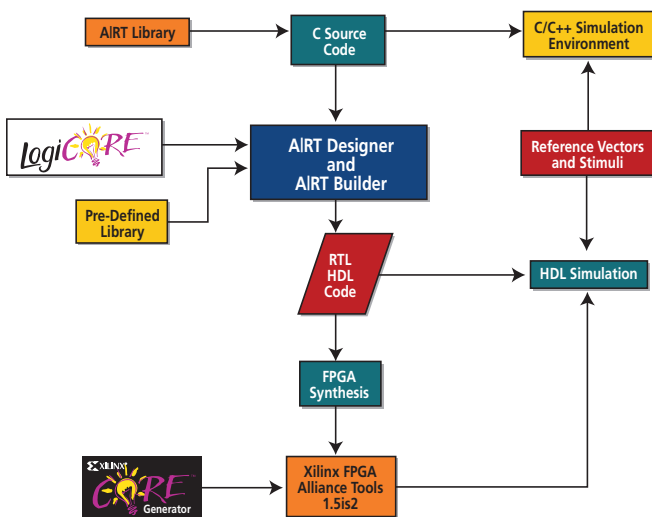 A|RT Library
C Source
Code
C/C++ Simulation
Environment
LogiCORE™
A|RT Designer
and
A|RT Builder
Reference Vectors
and Stimuli
Pre-Defined
Library
RTL
HDL
Code
HDL Simulation
FPGA
Synthesis
XILINX
CORE
Generator
Xilinx FPGA
Alliance Tools
1.5is2